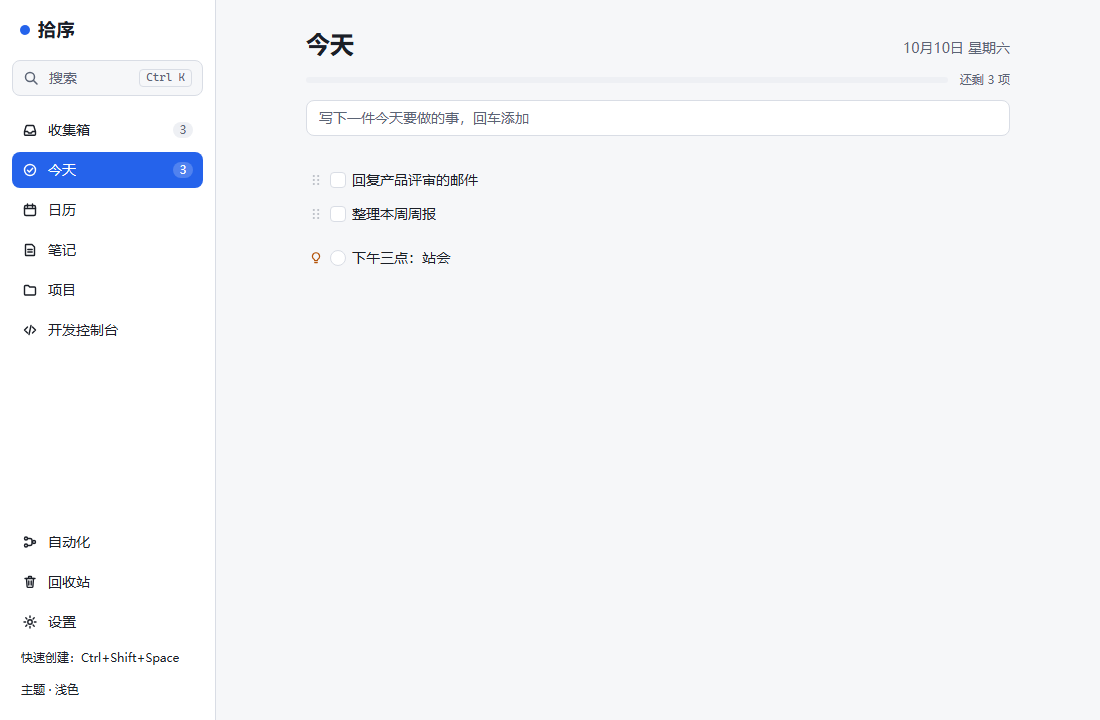 拾序
搜索 Ctrl K
收集箱 3
今天 3
日历
笔记
项目
开发控制台
自动化
回收站
设置
快速创建：Ctrl+Shift+Space
主题 · 浅色
今天
10月10日 星期六
还剩 3 项
写下一件今天要做的事，回车添加
回复产品评审的邮件
整理本周周报
下午三点：站会